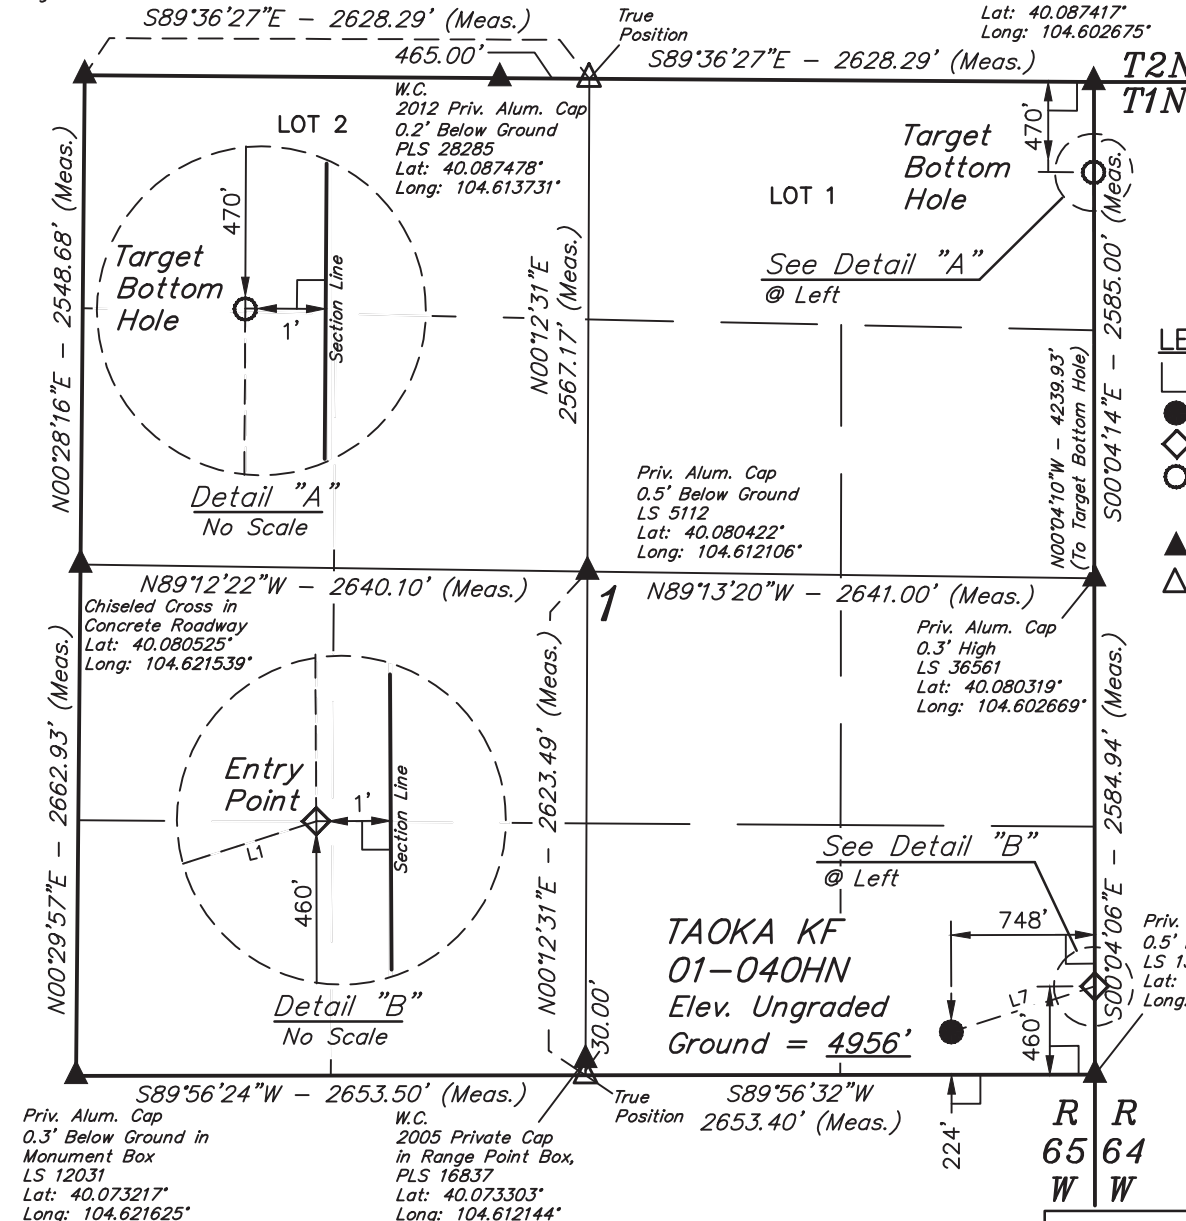 S89°36'27"E - 2628.29' (Meas.)
True
Position
Lat: 40.087417°
Long: 104.602675°
465.00'
S89°36'27"E - 2628.29' (Meas.)
T2N
T1N
W.C.
2012 Priv. Alum. Cap
0.2' Below Ground
PLS 28285
Lat: 40.087478°
Long: 104.613731°
LOT 2
470'
Target
Bottom
Hole
1'
Section Line
Detail "A"
No Scale
N00°28'16"E - 2548.68' (Meas.)
N00°12'31"E
2567.17' (Meas.)
LOT 1
Target
Bottom
Hole
470'
See Detail "A"
@ Left
S00°04'14"E - 2585.00' (Meas.)
N00°04'10"W - 4239.93'
(To Target Bottom Hole)
LE
Priv. Alum. Cap
0.5' Below Ground
LS 5112
Lat: 40.080422°
Long: 104.612106°
N89°12'22"W - 2640.10' (Meas.)
1
N89°13'20"W - 2641.00' (Meas.)
Chiseled Cross in
Concrete Roadway
Lat: 40.080525°
Long: 104.621539°
Priv. Alum. Cap
0.3' High
LS 36561
Lat: 40.080319°
Long: 104.602669°
N00°29'57"E - 2662.93' (Meas.)
Entry
Point
1'
Section Line
L1
460'
Detail "B"
No Scale
N00°12'31"E - 2623.49' (Meas.)
30.00'
See Detail "B"
@ Left
S00°04'06"E - 2584.94' (Meas.)
748'
L7
460'
TAOKA KF
01-040HN
Elev. Ungraded
Ground = 4956'
Priv.
0.5'
LS 13
Lat:
Long:
S89°56'24"W - 2653.50' (Meas.)
True
Position
S89°56'32"W
2653.40' (Meas.)
224'
Priv. Alum. Cap
0.3' Below Ground in
Monument Box
LS 12031
Lat: 40.073217°
Long: 104.621625°
W.C.
2005 Private Cap
in Range Point Box,
PLS 16837
Lat: 40.073303°
Long: 104.612144°
R R
65 64
W W